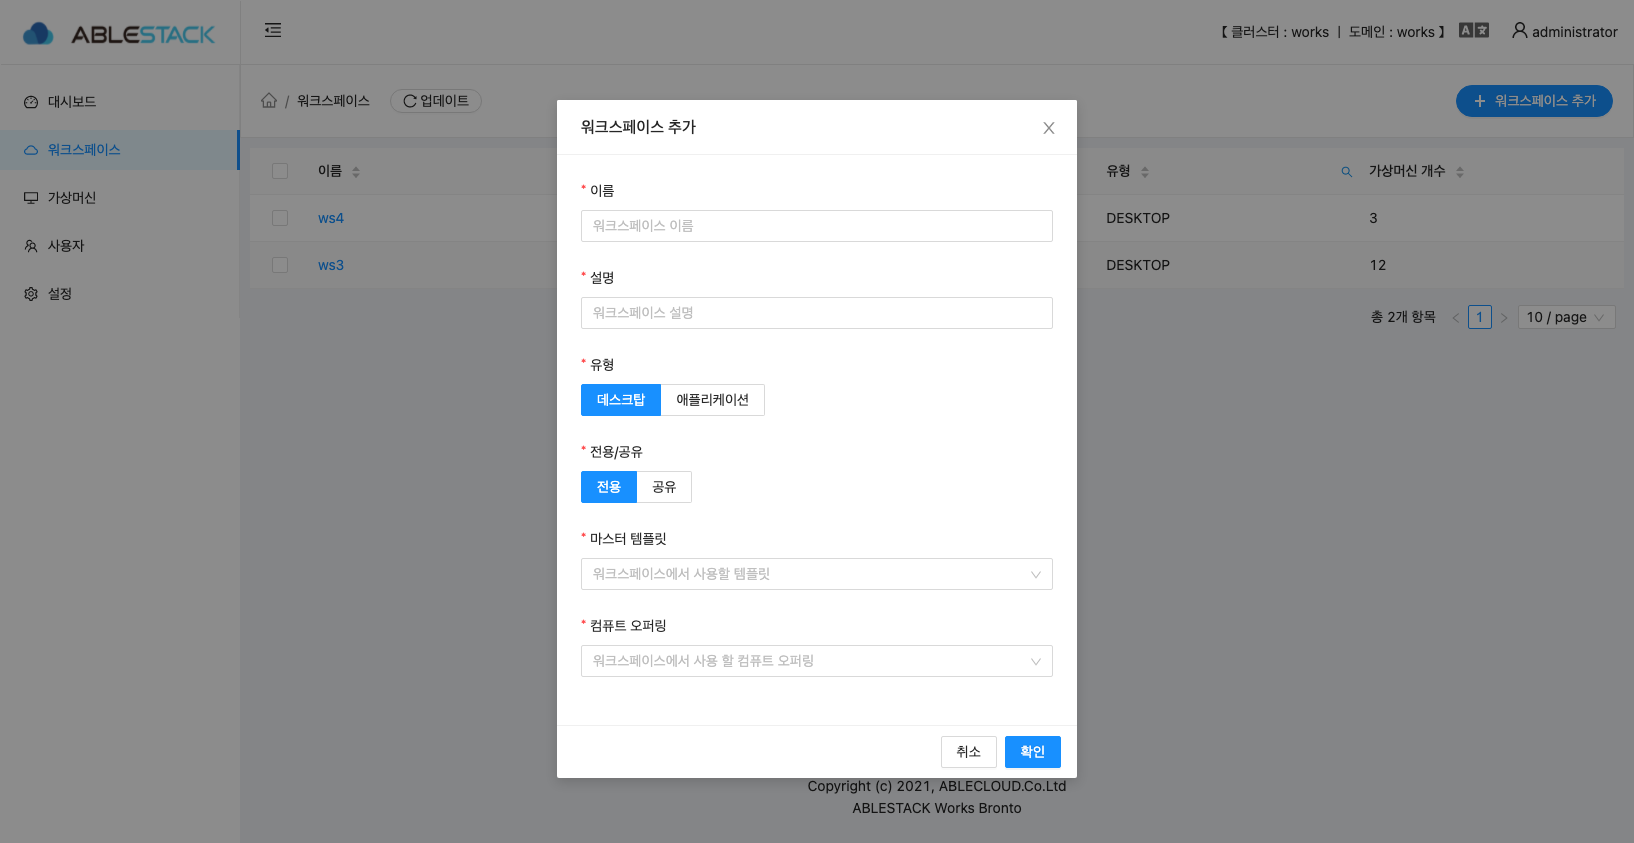 ABLESTACK
【 클러스터 : works ㅣ 도메인 : works 】
administrator
대시보드
워크스페이스
가상머신
사용자
설정
/ 워크스페이스
업데이트
워크스페이스 추가
이름
유형
가상머신 개수
ws4
DESKTOP
3
ws3
DESKTOP
12
총 2개 항목
1
10 / page
워크스페이스 추가
* 이름
워크스페이스 이름
* 설명
워크스페이스 설명
* 유형
데스크탑
애플리케이션
* 전용/공유
전용
공유
* 마스터 템플릿
워크스페이스에서 사용할 템플릿
* 컴퓨트 오퍼링
워크스페이스에서 사용 할 컴퓨트 오퍼링
취소
확인
Copyright (c) 2021, ABLECLOUD.Co.Ltd
ABLESTACK Works Bronto